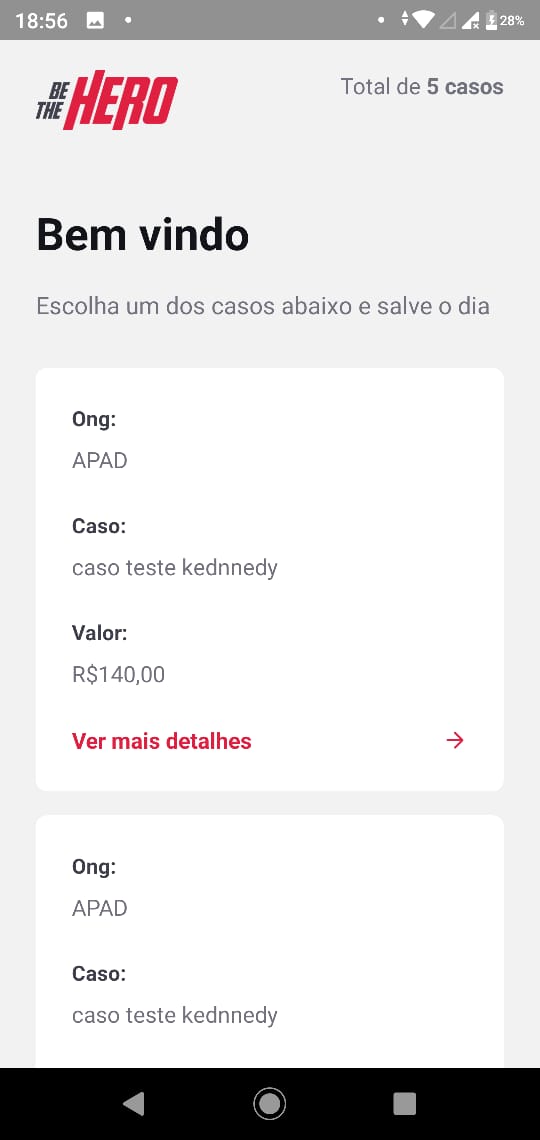 18:56
28%
BE THE HERO
Total de 5 casos
Bem vindo
Escolha um dos casos abaixo e salve o dia
Ong:
APAD
Caso:
caso teste kednnedy
Valor:
R$140,00
Ver mais detalhes
Ong:
APAD
Caso:
caso teste kednnedy